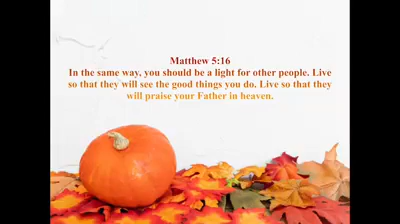 Matthew 5:16
In the same way, you should be a light for other people. Live
so that they will see the good things you do. Live so that they
will praise your Father in heaven.